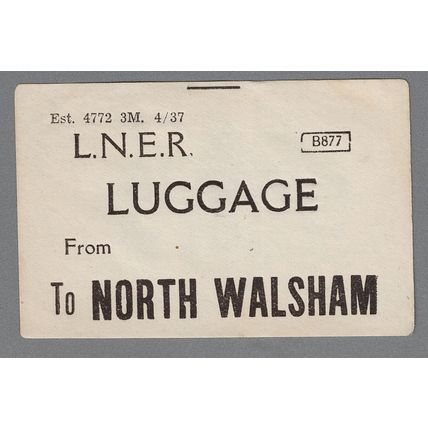 Est. 4772 3M. 4/37
L.N.E.R.
B877
LUGGAGE
From
To NORTH WALSHAM